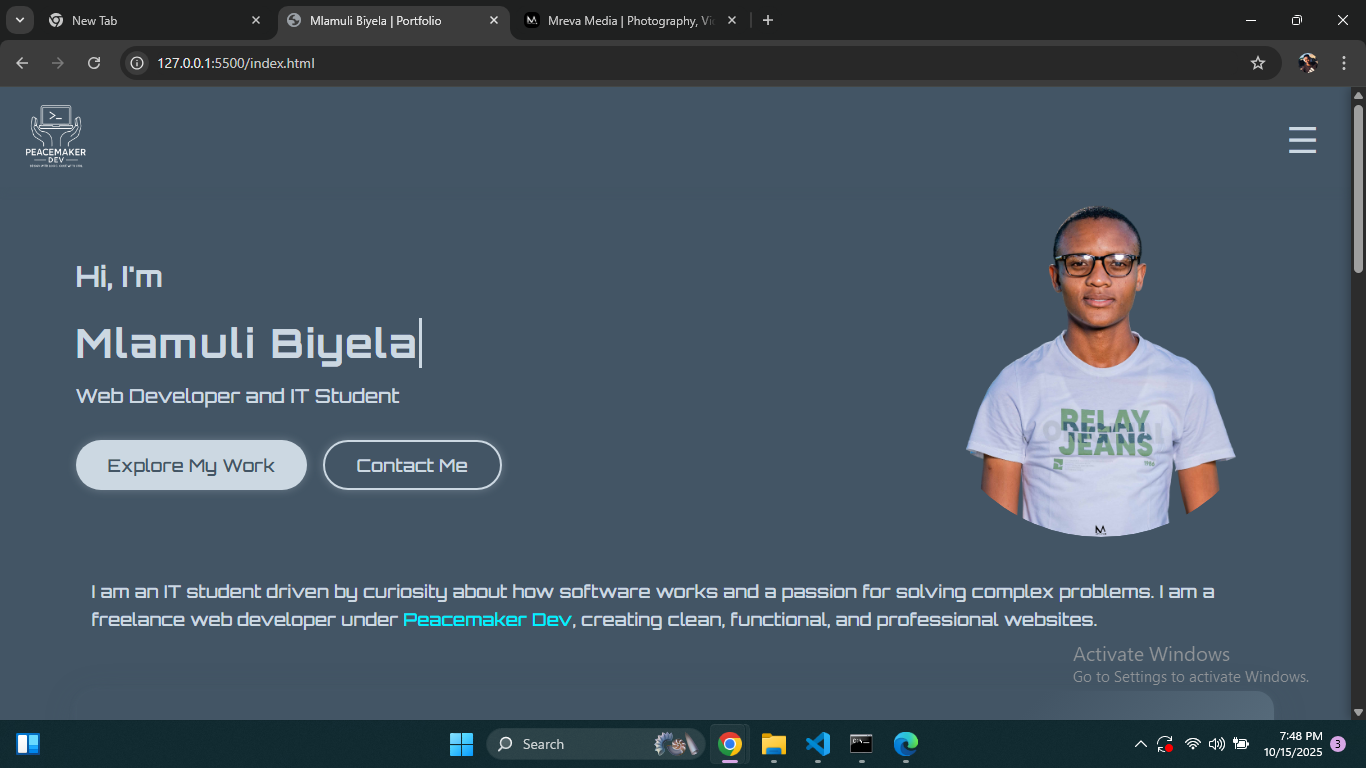 New Tab
Mlamuli Biyela | Portfolio
Mreva Media | Photography, Vi
127.0.0.1:5500/index.html
>_
PEACEMAKER
DEV
☰
Hi, I'm
Mlamuli Biyela
Web Developer and IT Student
Explore My Work
Contact Me
RELAY
JEANS
M
I am an IT student driven by curiosity about how software works and a passion for solving complex problems. I am a
freelance web developer under Peacemaker Dev, creating clean, functional, and professional websites.
Activate Windows
Go to Settings to activate Windows.
Search
7:48 PM
10/15/2025
3